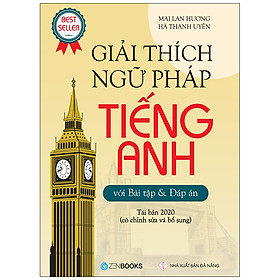 BEST
SELLER
MAI LAN HƯƠNG
HÀ THANH UYÊN
GIẢI THÍCH
NGỮ PHÁP
TIẾNG
ANH
với Bài tập & Đáp án
Tái bản 2020
(có chỉnh sửa và bổ sung)
ZENBOOKS
NHÀ XUẤT BẢN ĐÀ NẴNG